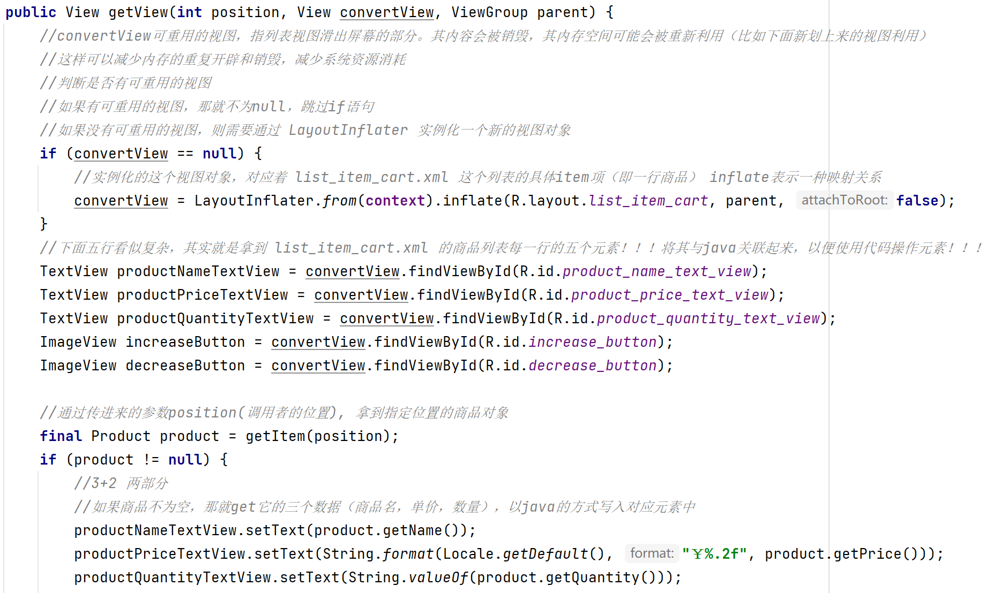 public View getView(int position, View convertView, ViewGroup parent) {
//convertView可重用的视图，指列表视图滑出屏幕的部分。其内容会被销毁，其内存空间可能会被重新利用（比如下面新划上来的视图利用）
//这样可以减少内存的重复开辟和销毁，减少系统资源消耗
//判断是否有可重用的视图
//如果有可重用的视图，那就不为null，跳过if语句
//如果没有可重用的视图，则需要通过 LayoutInflater 实例化一个新的视图对象
if (convertView == null) {
//实例化的这个视图对象，对应着 list_item_cart.xml 这个列表的具体item项（即一行商品） inflate表示一种映射关系
convertView = LayoutInflater.from(context).inflate(R.layout.list_item_cart, parent, attachToRoot: false);
}
//下面五行看似复杂，其实就是拿到 list_item_cart.xml 的商品列表每一行的五个元素！！！将其与java关联起来，以便使用代码操作元素！！！
TextView productNameTextView = convertView.findViewById(R.id.product_name_text_view);
TextView productPriceTextView = convertView.findViewById(R.id.product_price_text_view);
TextView productQuantityTextView = convertView.findViewById(R.id.product_quantity_text_view);
ImageView increaseButton = convertView.findViewById(R.id.increase_button);
ImageView decreaseButton = convertView.findViewById(R.id.decrease_button);
//通过传进来的参数position(调用者的位置), 拿到指定位置的商品对象
final Product product = getItem(position);
if (product != null) {
//3+2 两部分
//如果商品不为空，那就get它的三个数据（商品名，单价，数量），以java的方式写入对应元素中
productNameTextView.setText(product.getName());
productPriceTextView.setText(String.format(Locale.getDefault(), format: "￥%.2f", product.getPrice()));
productQuantityTextView.setText(String.valueOf(product.getQuantity()));